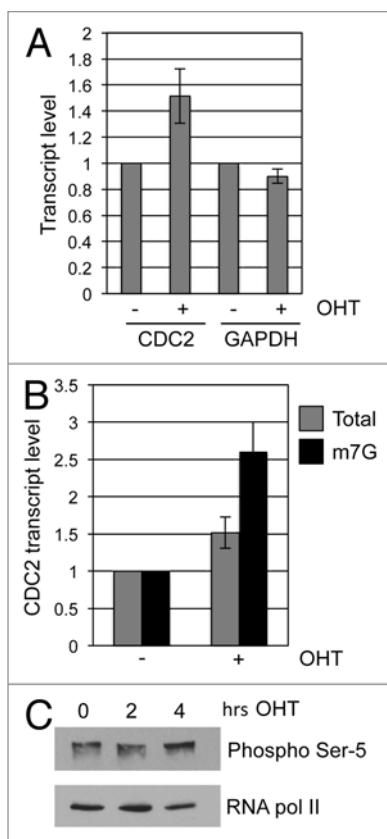 A
Transcript level
2
1.8
1.6
1.4
1.2
1
0.8
0.6
0.4
0.2
0
- + - + OHT
CDC2 GAPDH
B
CDC2 transcript level
3.5
3
2.5
2
1.5
1
0.5
0
Total
m7G
- + OHT
C
0 2 4 hrs OHT
Phospho Ser-5
RNA pol II